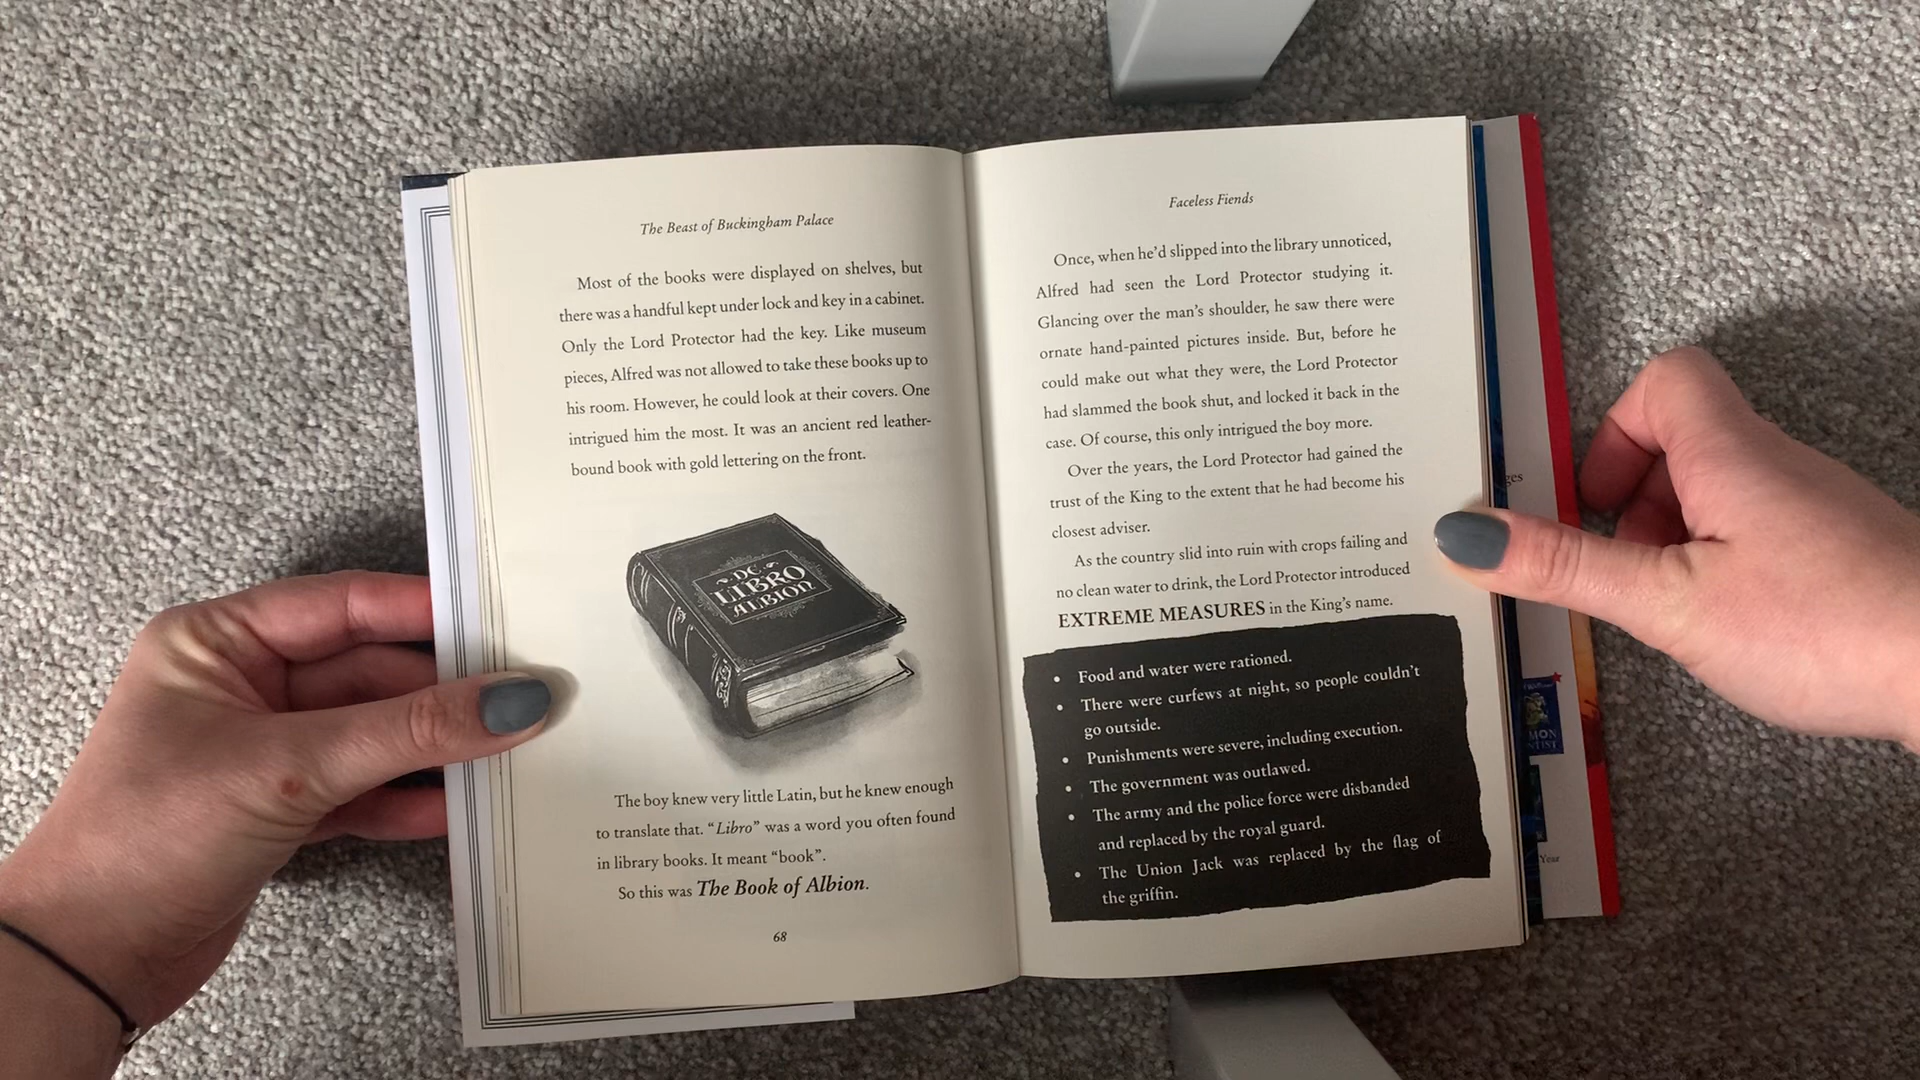 The Beast of Buckingham Palace
Most of the books were displayed on shelves, but
there was a handful kept under lock and key in a cabinet.
Only the Lord Protector had the key. Like museum
pieces, Alfred was not allowed to take these books up to
his room. However, he could look at their covers. One
intrigued him the most. It was an ancient red leather-
bound book with gold lettering on the front.
DE
LIBRO
ALBION
The boy knew very little Latin, but he knew enough
to translate that. “Libro” was a word you often found
in library books. It meant “book”.
So this was The Book of Albion.
68
Faceless Fiends
Once, when he’d slipped into the library unnoticed,
Alfred had seen the Lord Protector studying it.
Glancing over the man’s shoulder, he saw there were
ornate hand-painted pictures inside. But, before he
could make out what they were, the Lord Protector
had slammed the book shut, and locked it back in the
case. Of course, this only intrigued the boy more.
Over the years, the Lord Protector had gained the
trust of the King to the extent that he had become his
closest adviser.
As the country slid into ruin with crops failing and
no clean water to drink, the Lord Protector introduced
EXTREME MEASURES in the King’s name.
• Food and water were rationed.
• There were curfews at night, so people couldn’t
go outside.
• Punishments were severe, including execution.
• The government was outlawed.
• The army and the police force were disbanded
and replaced by the royal guard.
• The Union Jack was replaced by the flag of
the griffin.
Year